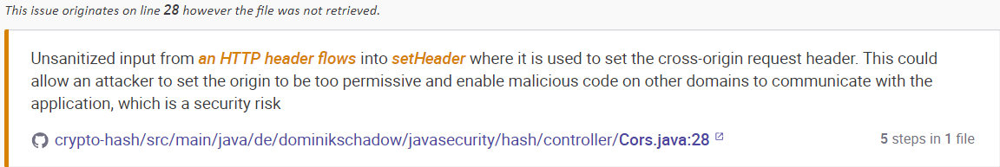 This issue originates on line 28 however the file was not retrieved.
Unsanitized input from an HTTP header flows into setHeader where it is used to set the cross-origin request header. This could
allow an attacker to set the origin to be too permissive and enable malicious code on other domains to communicate with the
application, which is a security risk
crypto-hash/src/main/java/de/dominikschadow/javasecurity/hash/controller/Cors.java:28 5 steps in 1 file